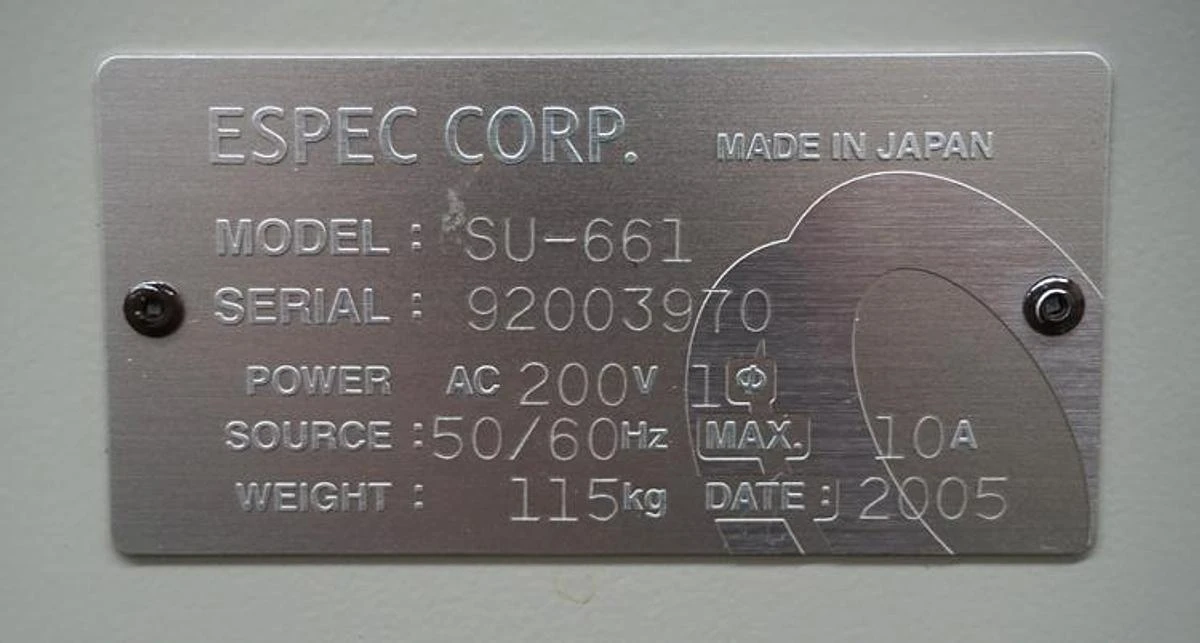 ESPEC CORP. MADE IN JAPAN
MODEL : SU-661
SERIAL : 92003970
POWER AC 200V 1Φ
SOURCE : 50/60Hz MAX. 10A
WEIGHT : 115kg DATE : 2005